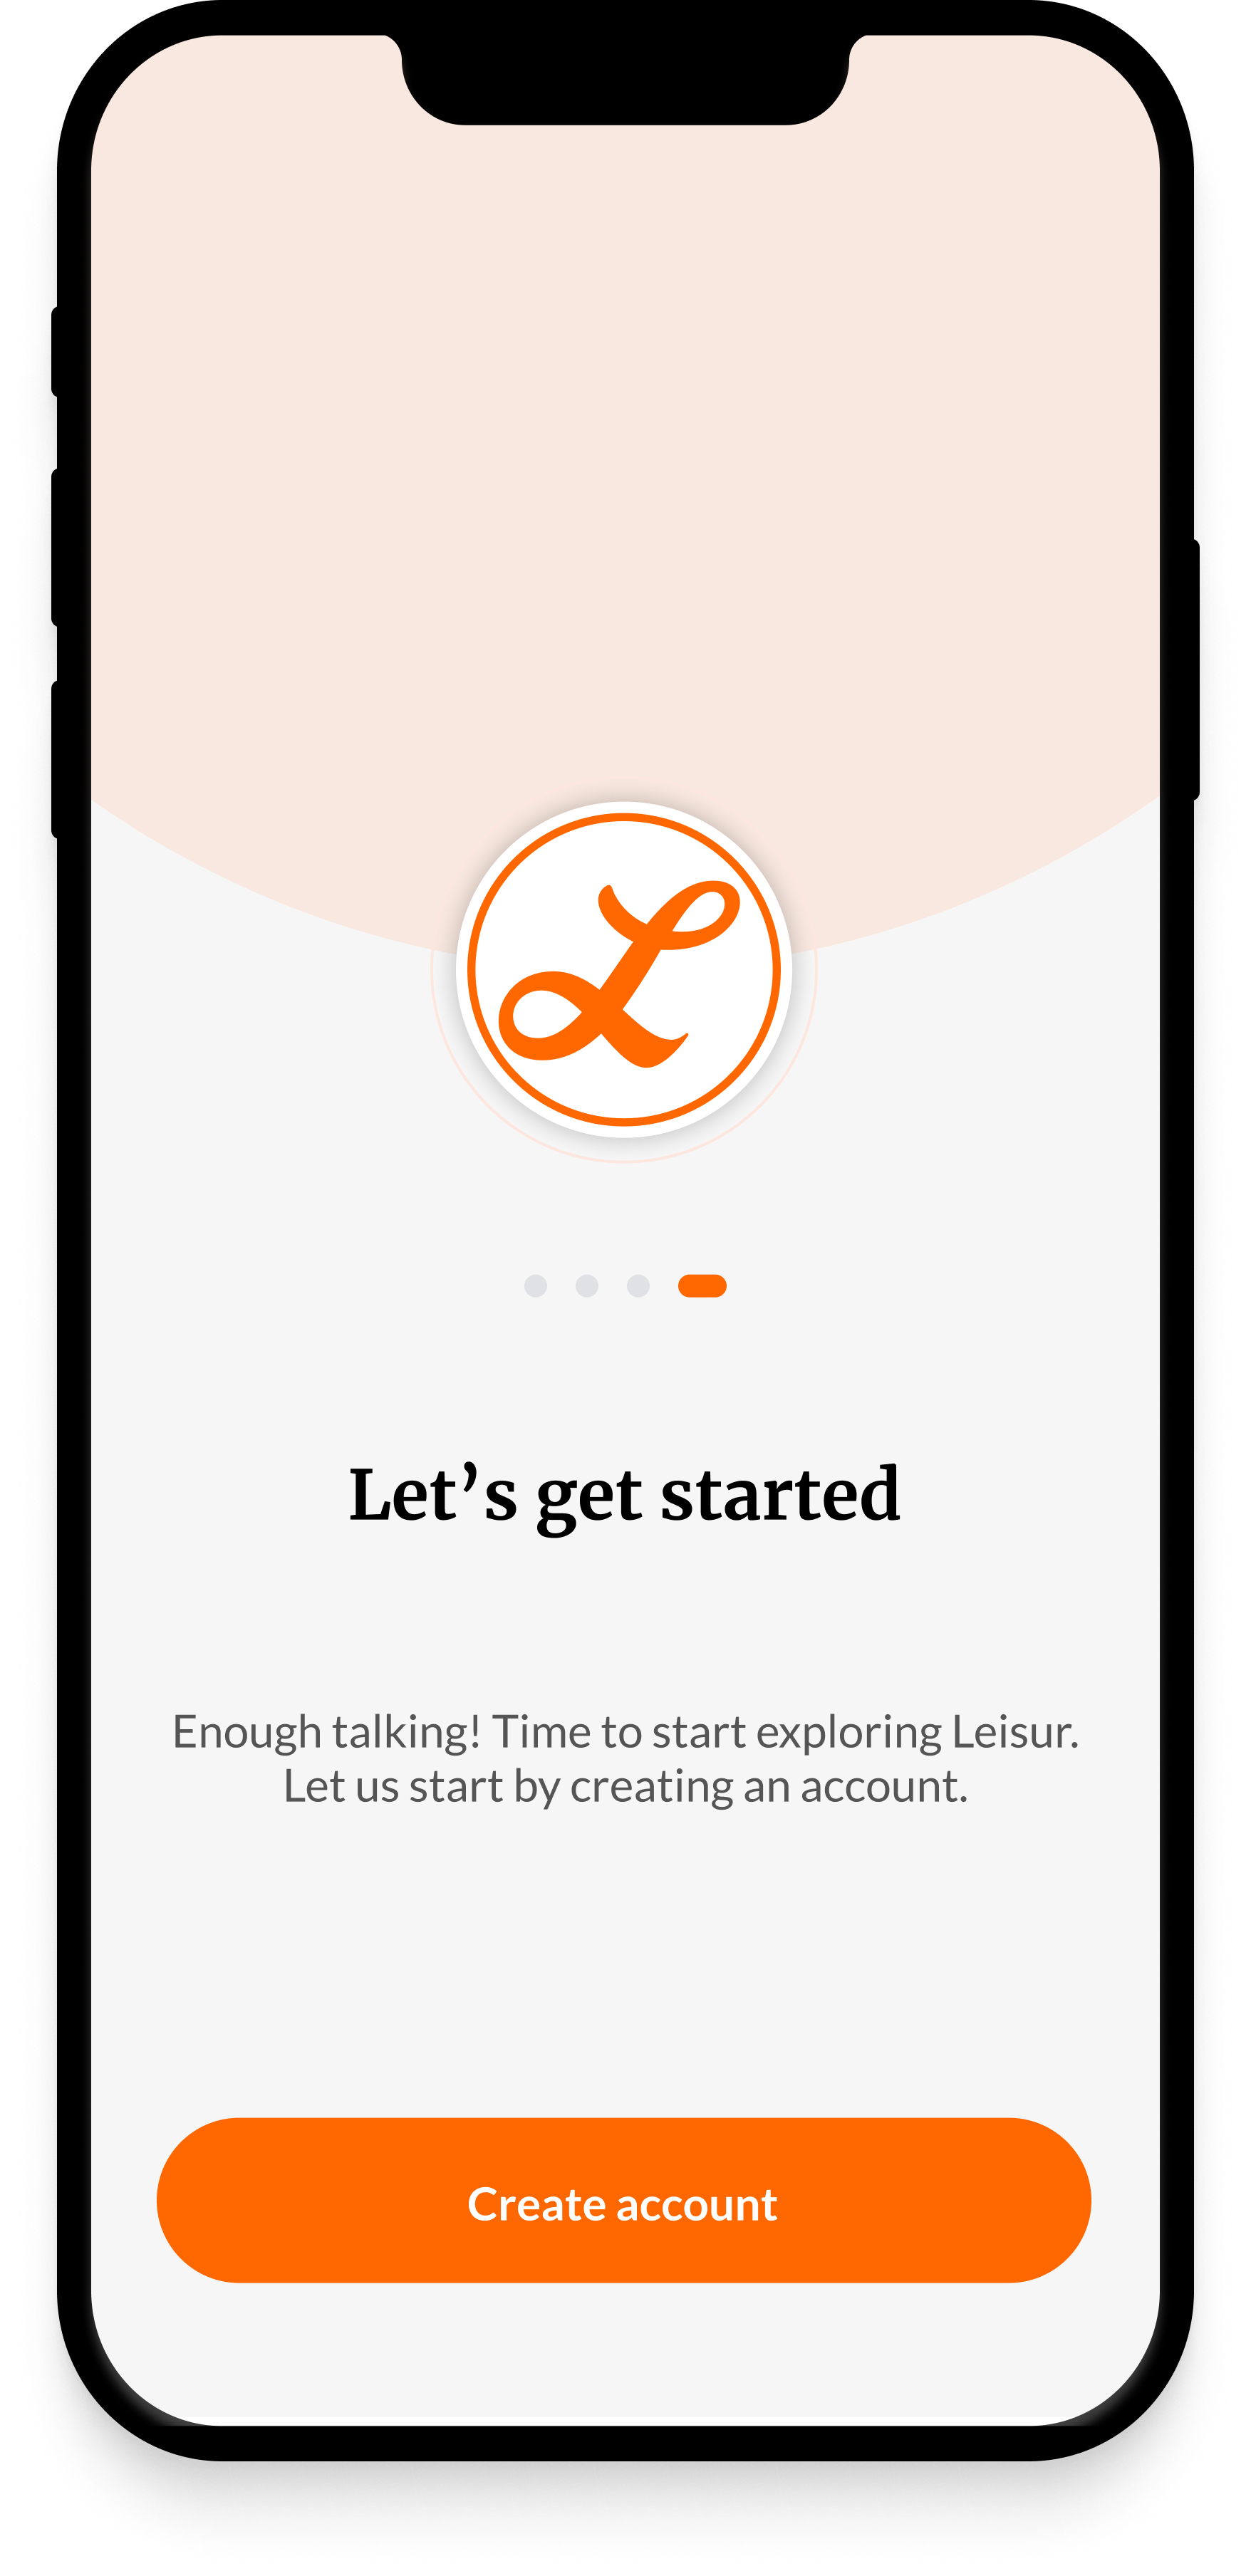 L
Let’s get started
Enough talking! Time to start exploring Leisur.
Let us start by creating an account.
Create account